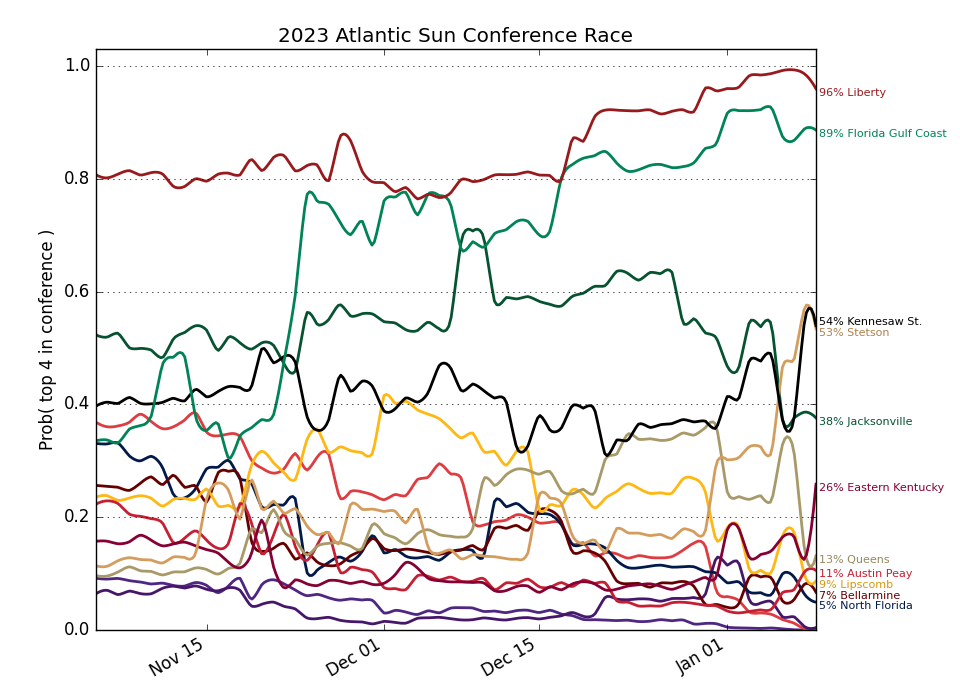 2023 Atlantic Sun Conference Race
Prob( top 4 in conference )
1.0
0.8
0.6
0.4
0.2
0.0
Nov 15
Dec 01
Dec 15
Jan 01
96% Liberty
89% Florida Gulf Coast
54% Kennesaw St.
53% Stetson
38% Jacksonville
26% Eastern Kentucky
13% Queens
11% Austin Peay
9% Lipscomb
7% Bellarmine
5% North Florida